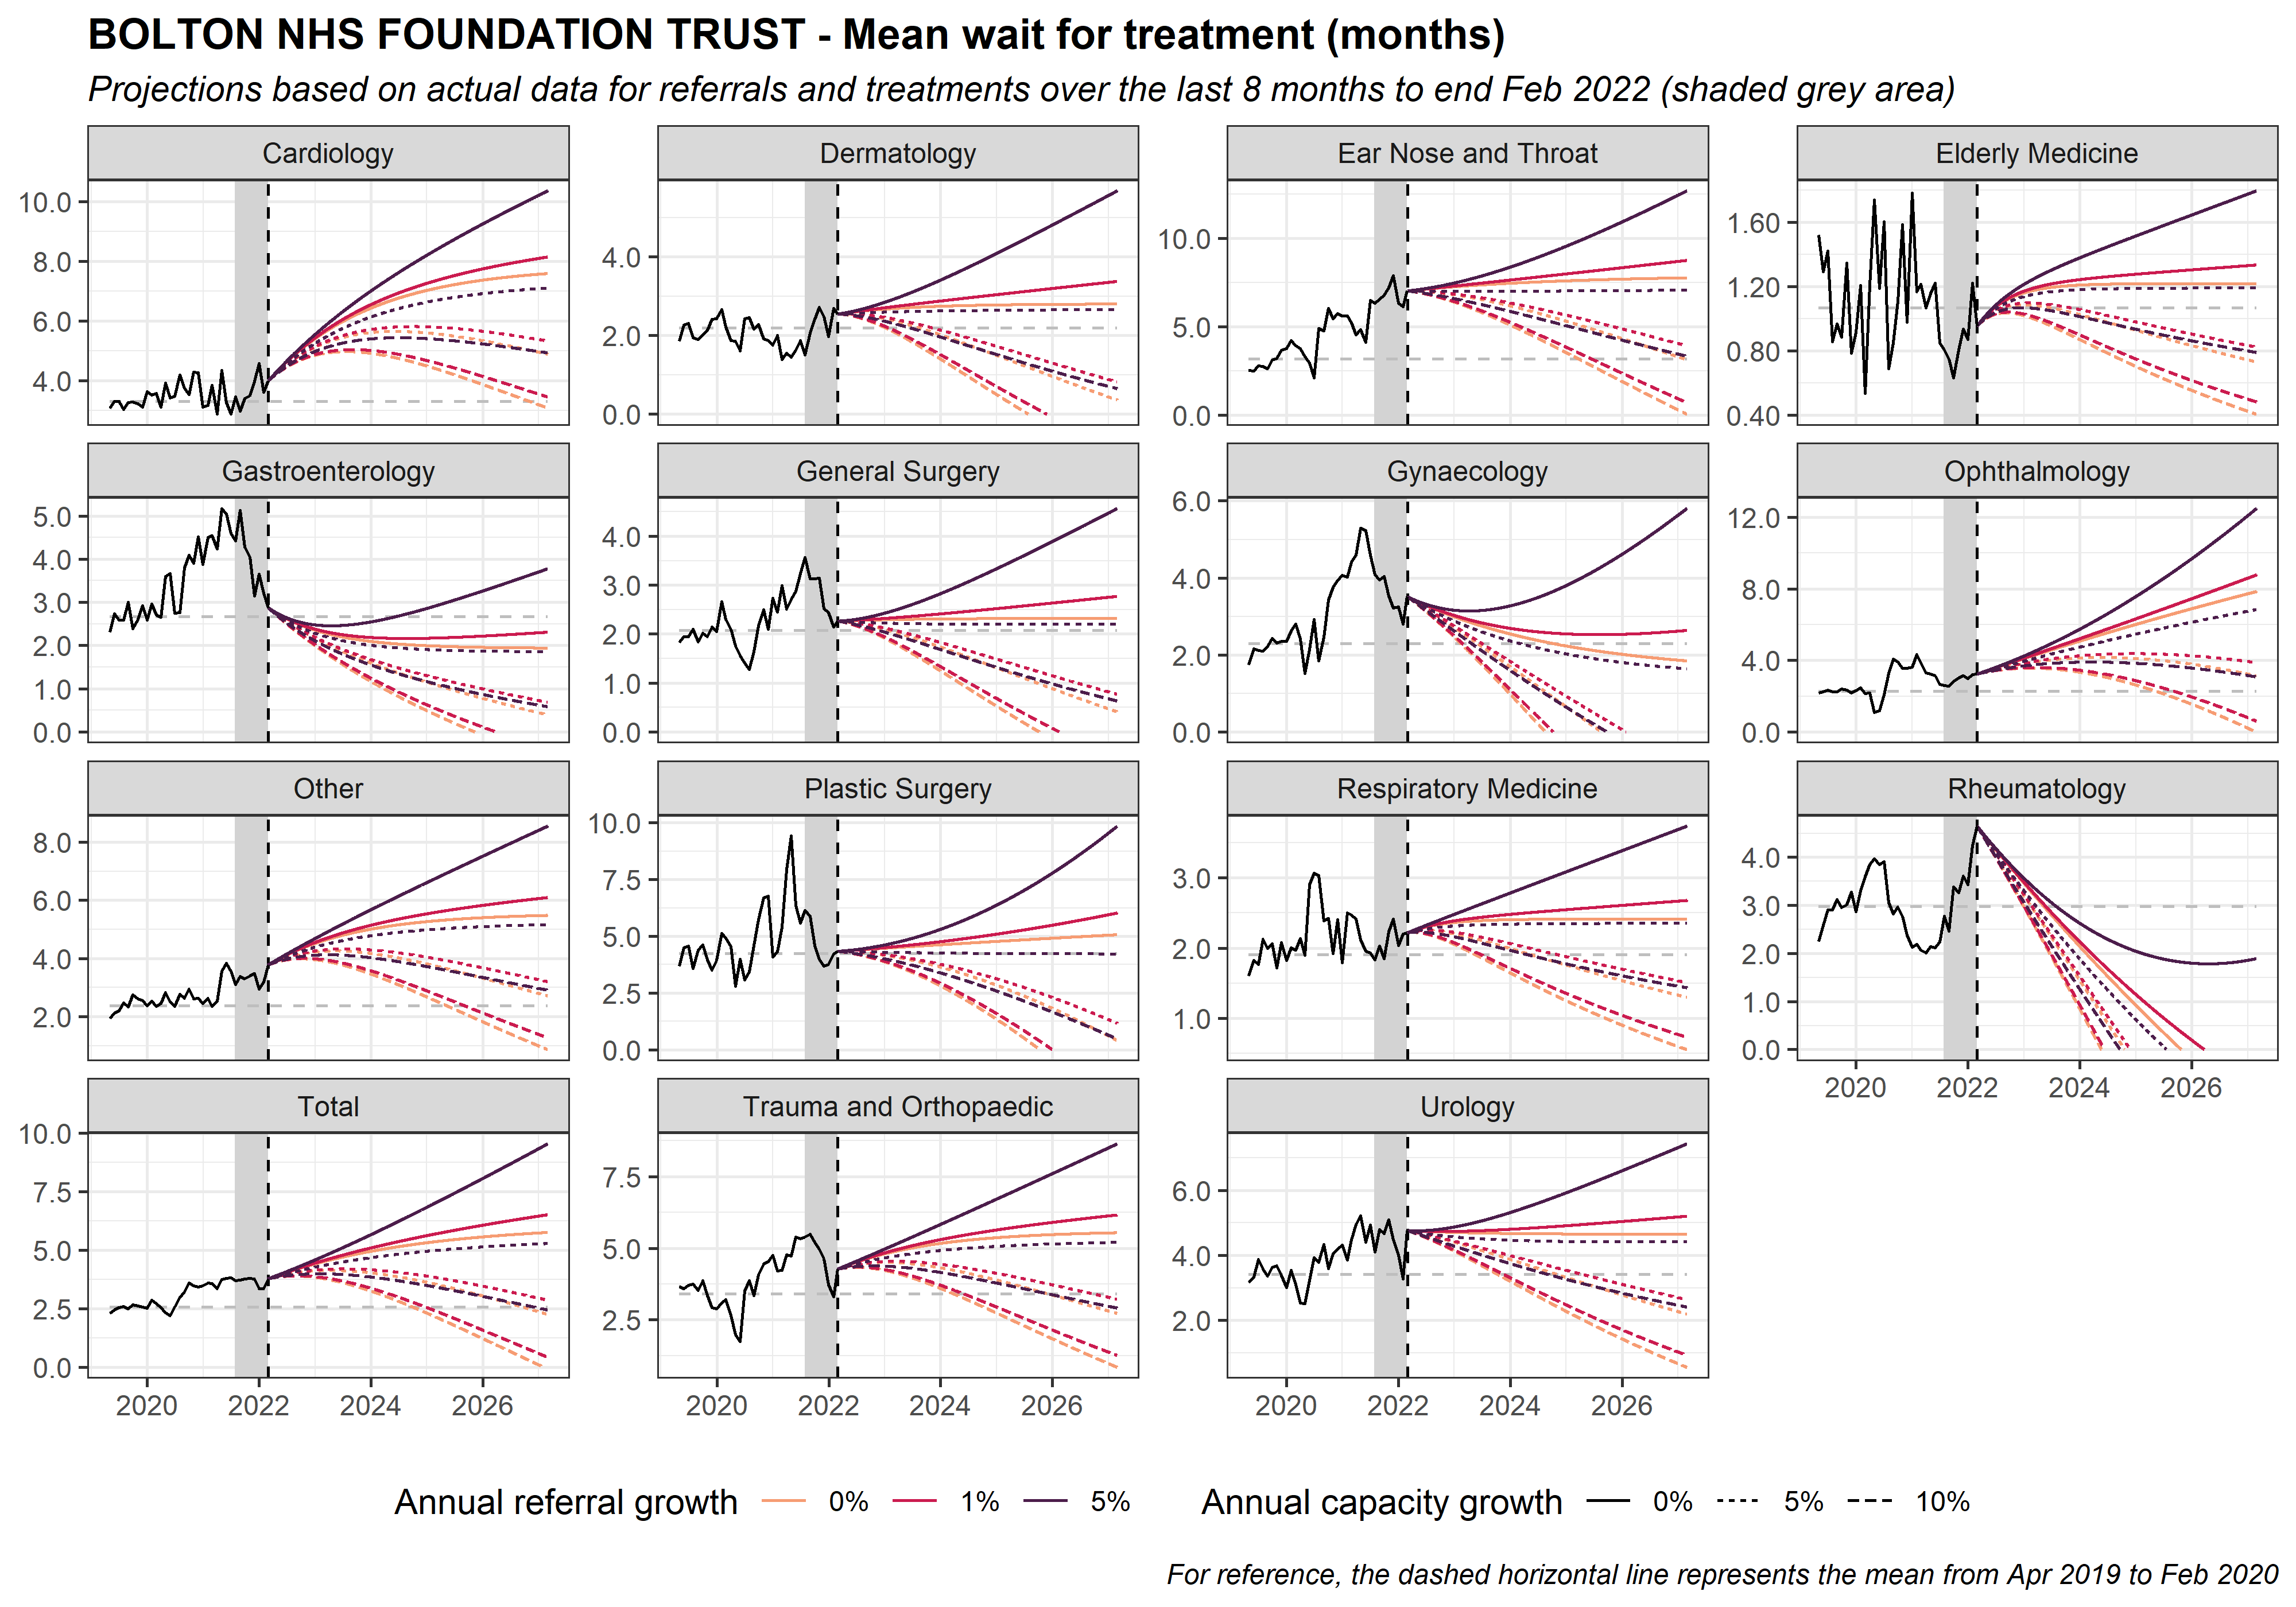 BOLTON NHS FOUNDATION TRUST - Mean wait for treatment (months)
Projections based on actual data for referrals and treatments over the last 8 months to end Feb 2022 (shaded grey area)
Cardiology
10.0
8.0
6.0
4.0
Dermatology
4.0
2.0
0.0
Ear Nose and Throat
10.0
5.0
0.0
Elderly Medicine
1.60
1.20
0.80
0.40
Gastroenterology
5.0
4.0
3.0
2.0
1.0
0.0
General Surgery
4.0
3.0
2.0
1.0
0.0
Gynaecology
6.0
4.0
2.0
0.0
Ophthalmology
12.0
8.0
4.0
0.0
Other
8.0
6.0
4.0
2.0
Plastic Surgery
10.0
7.5
5.0
2.5
0.0
Respiratory Medicine
3.0
2.0
1.0
Rheumatology
4.0
3.0
2.0
1.0
0.0
2020 2022 2024 2026
Total
10.0
7.5
5.0
2.5
0.0
2020 2022 2024 2026
Trauma and Orthopaedic
7.5
5.0
2.5
2020 2022 2024 2026
Urology
6.0
4.0
2.0
2020 2022 2024 2026
Annual referral growth 0% 1% 5%
Annual capacity growth 0% 5% 10%
For reference, the dashed horizontal line represents the mean from Apr 2019 to Feb 2020